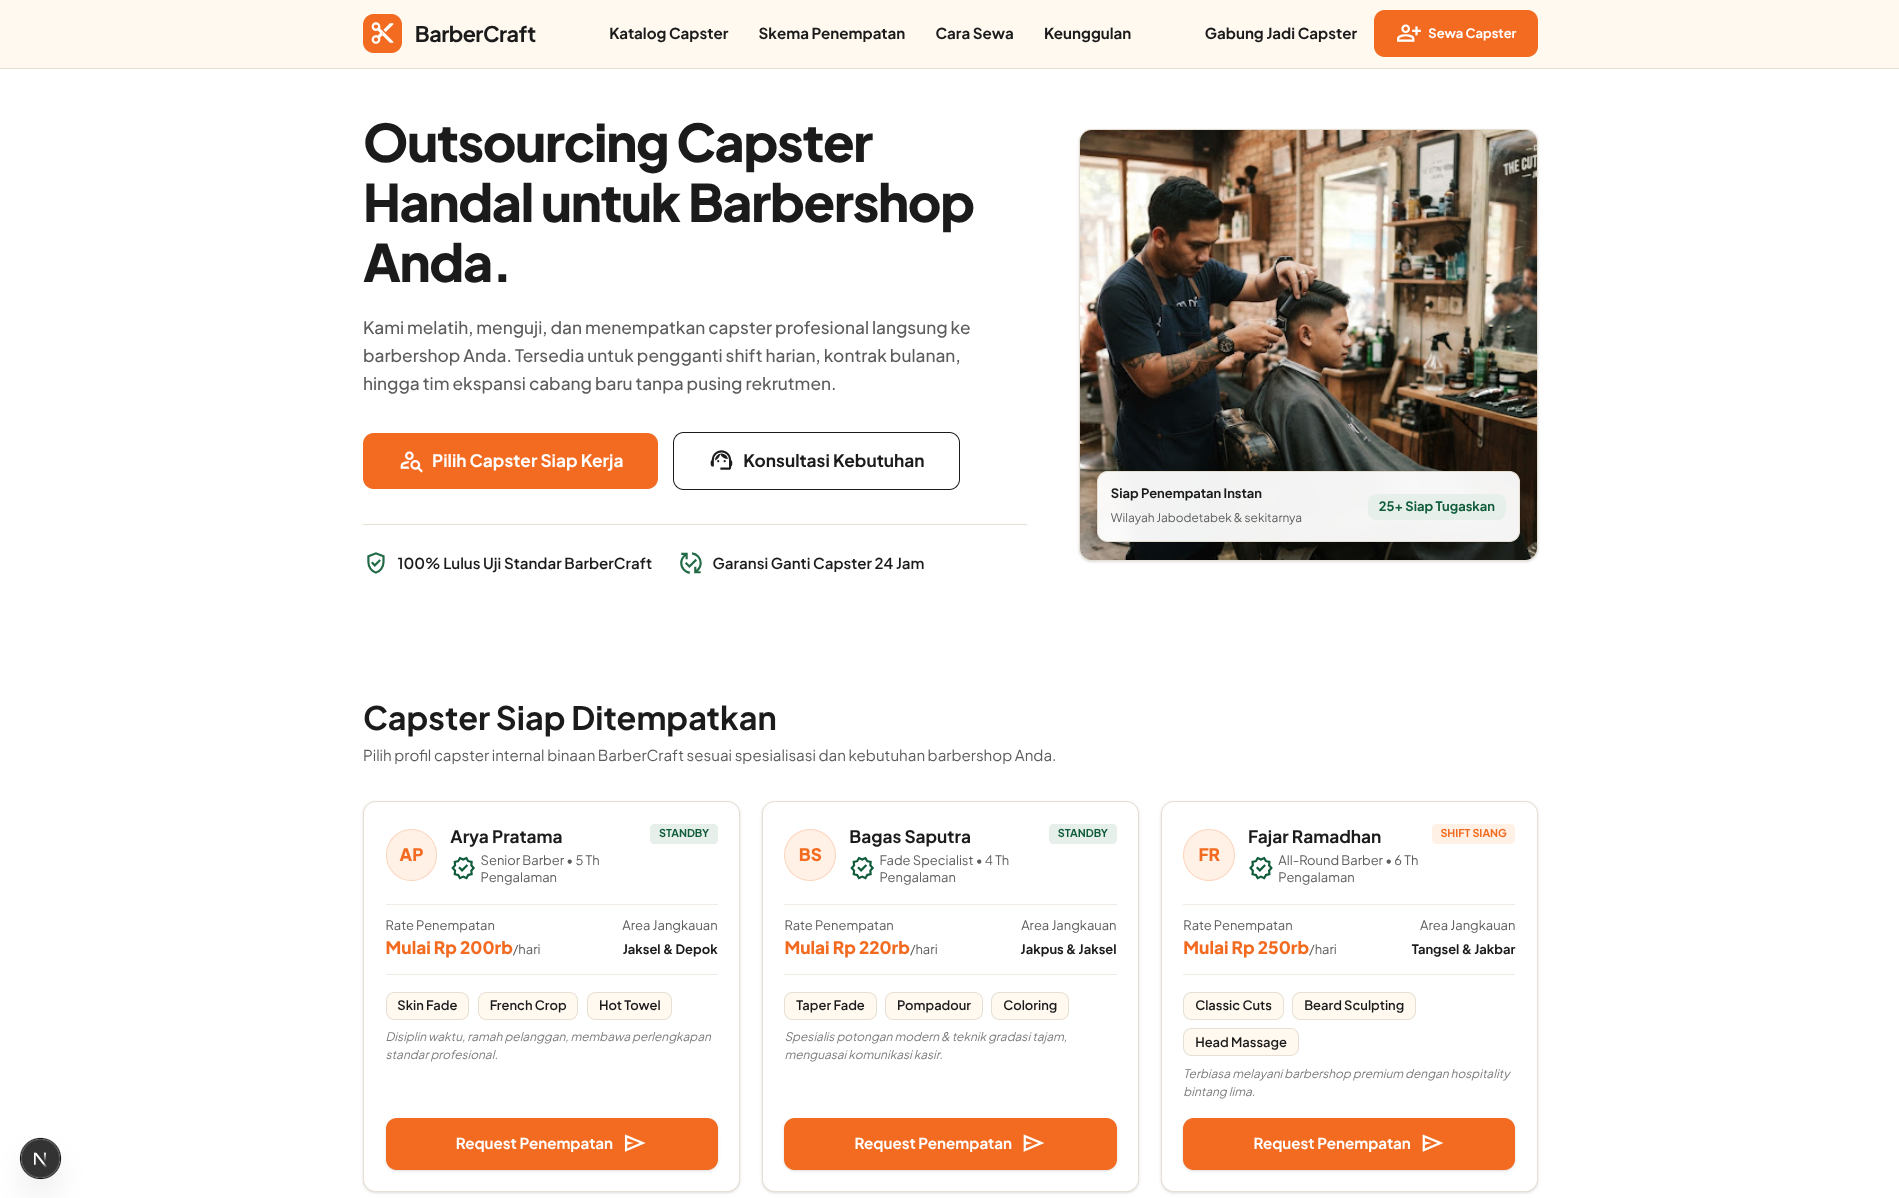 BarberCraft
Katalog Capster
Skema Penempatan
Cara Sewa
Keunggulan
Gabung Jadi Capster
Sewa Capster
Outsourcing Capster
Handal untuk Barbershop
Anda.
Kami melatih, menguji, dan menempatkan capster profesional langsung ke
barbershop Anda. Tersedia untuk pengganti shift harian, kontrak bulanan,
hingga tim ekspansi cabang baru tanpa pusing rekrutmen.
Pilih Capster Siap Kerja
Konsultasi Kebutuhan
100% Lulus Uji Standar BarberCraft
Garansi Ganti Capster 24 Jam
THE CUT
Siap Penempatan Instan
Wilayah Jabodetabek & sekitarnya
25+ Siap Tugaskan
Capster Siap Ditempatkan
Pilih profil capster internal binaan BarberCraft sesuai spesialisasi dan kebutuhan barbershop Anda.
AP
Arya Pratama
STANDBY
Senior Barber • 5 Th
Pengalaman
Rate Penempatan
Area Jangkauan
Mulai Rp 200rb/hari
Jaksel & Depok
Skin Fade
French Crop
Hot Towel
Disiplin waktu, ramah pelanggan, membawa perlengkapan
standar profesional.
Request Penempatan
BS
Bagas Saputra
STANDBY
Fade Specialist • 4 Th
Pengalaman
Rate Penempatan
Area Jangkauan
Mulai Rp 220rb/hari
Jakpus & Jaksel
Taper Fade
Pompadour
Coloring
Spesialis potongan modern & teknik gradasi tajam,
menguasai komunikasi kasir.
Request Penempatan
FR
Fajar Ramadhan
SHIFT SIANG
All-Round Barber • 6 Th
Pengalaman
Rate Penempatan
Area Jangkauan
Mulai Rp 250rb/hari
Tangsel & Jakbar
Classic Cuts
Beard Sculpting
Head Massage
Terbiasa melayani barbershop premium dengan hospitality
bintang lima.
Request Penempatan
N